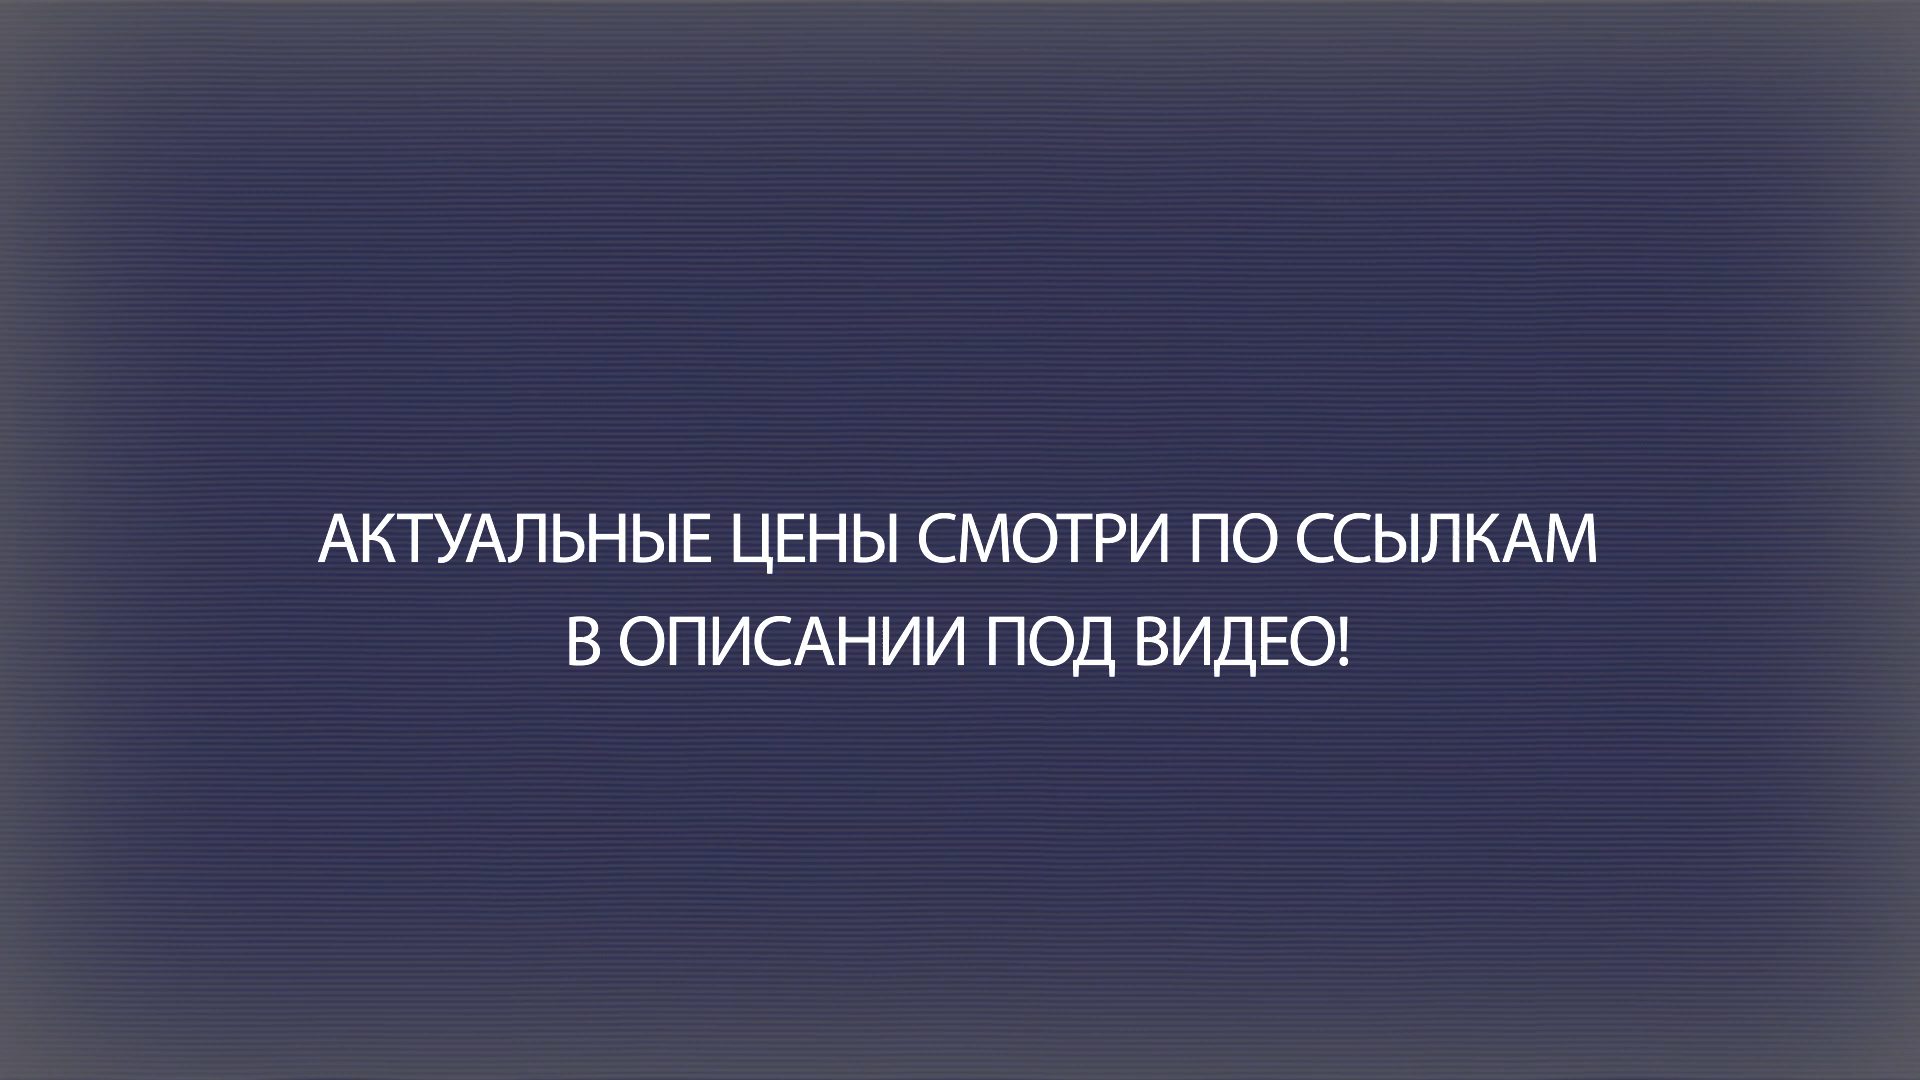 АКТУАЛЬНЫЕ ЦЕНЫ СМОТРИ ПО ССЫЛКАМ
В ОПИСАНИИ ПОД ВИДЕО!